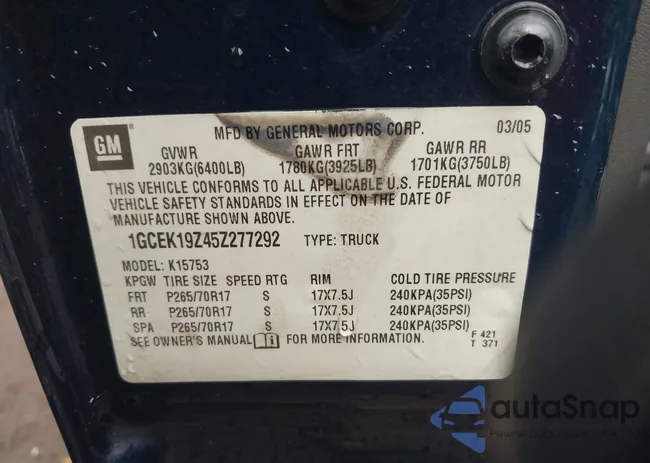 GM
MFD BY GENERAL MOTORS CORP. 03/05
GVWR GAWR FRT GAWR RR
2903KG(6400LB) 1780KG(3925LB) 1701KG(3750LB)
THIS VEHICLE CONFORMS TO ALL APPLICABLE U.S. FEDERAL MOTOR
VEHICLE SAFETY STANDARDS IN EFFECT ON THE DATE OF
MANUFACTURE SHOWN ABOVE.
1GCEK19Z45Z277292 TYPE: TRUCK
MODEL: K15753
KPGW TIRE SIZE SPEED RTG RIM COLD TIRE PRESSURE
FRT P265/70R17 S 17X7.5J 240KPA(35PSI)
RR P265/70R17 S 17X7.5J 240KPA(35PSI)
SPA P265/70R17 S 17X7.5J 240KPA(35PSI)
SEE OWNER'S MANUAL FOR MORE INFORMATION.
F 421
T 371
autaSnap